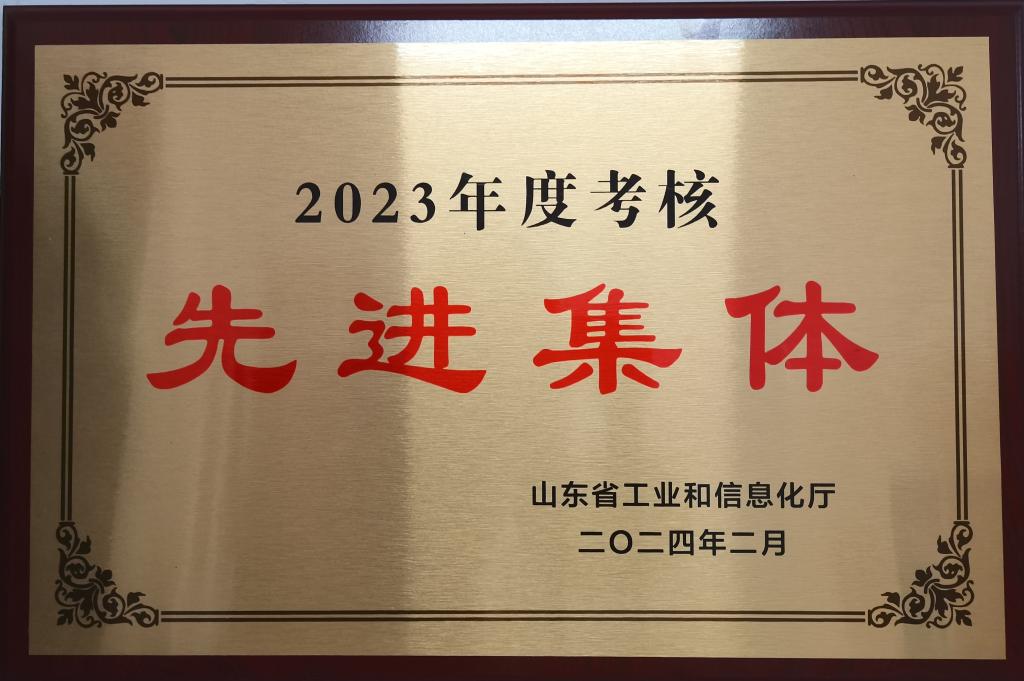 2023年度考核
先进集体
山东省工业和信息化厅
二〇二四年二月